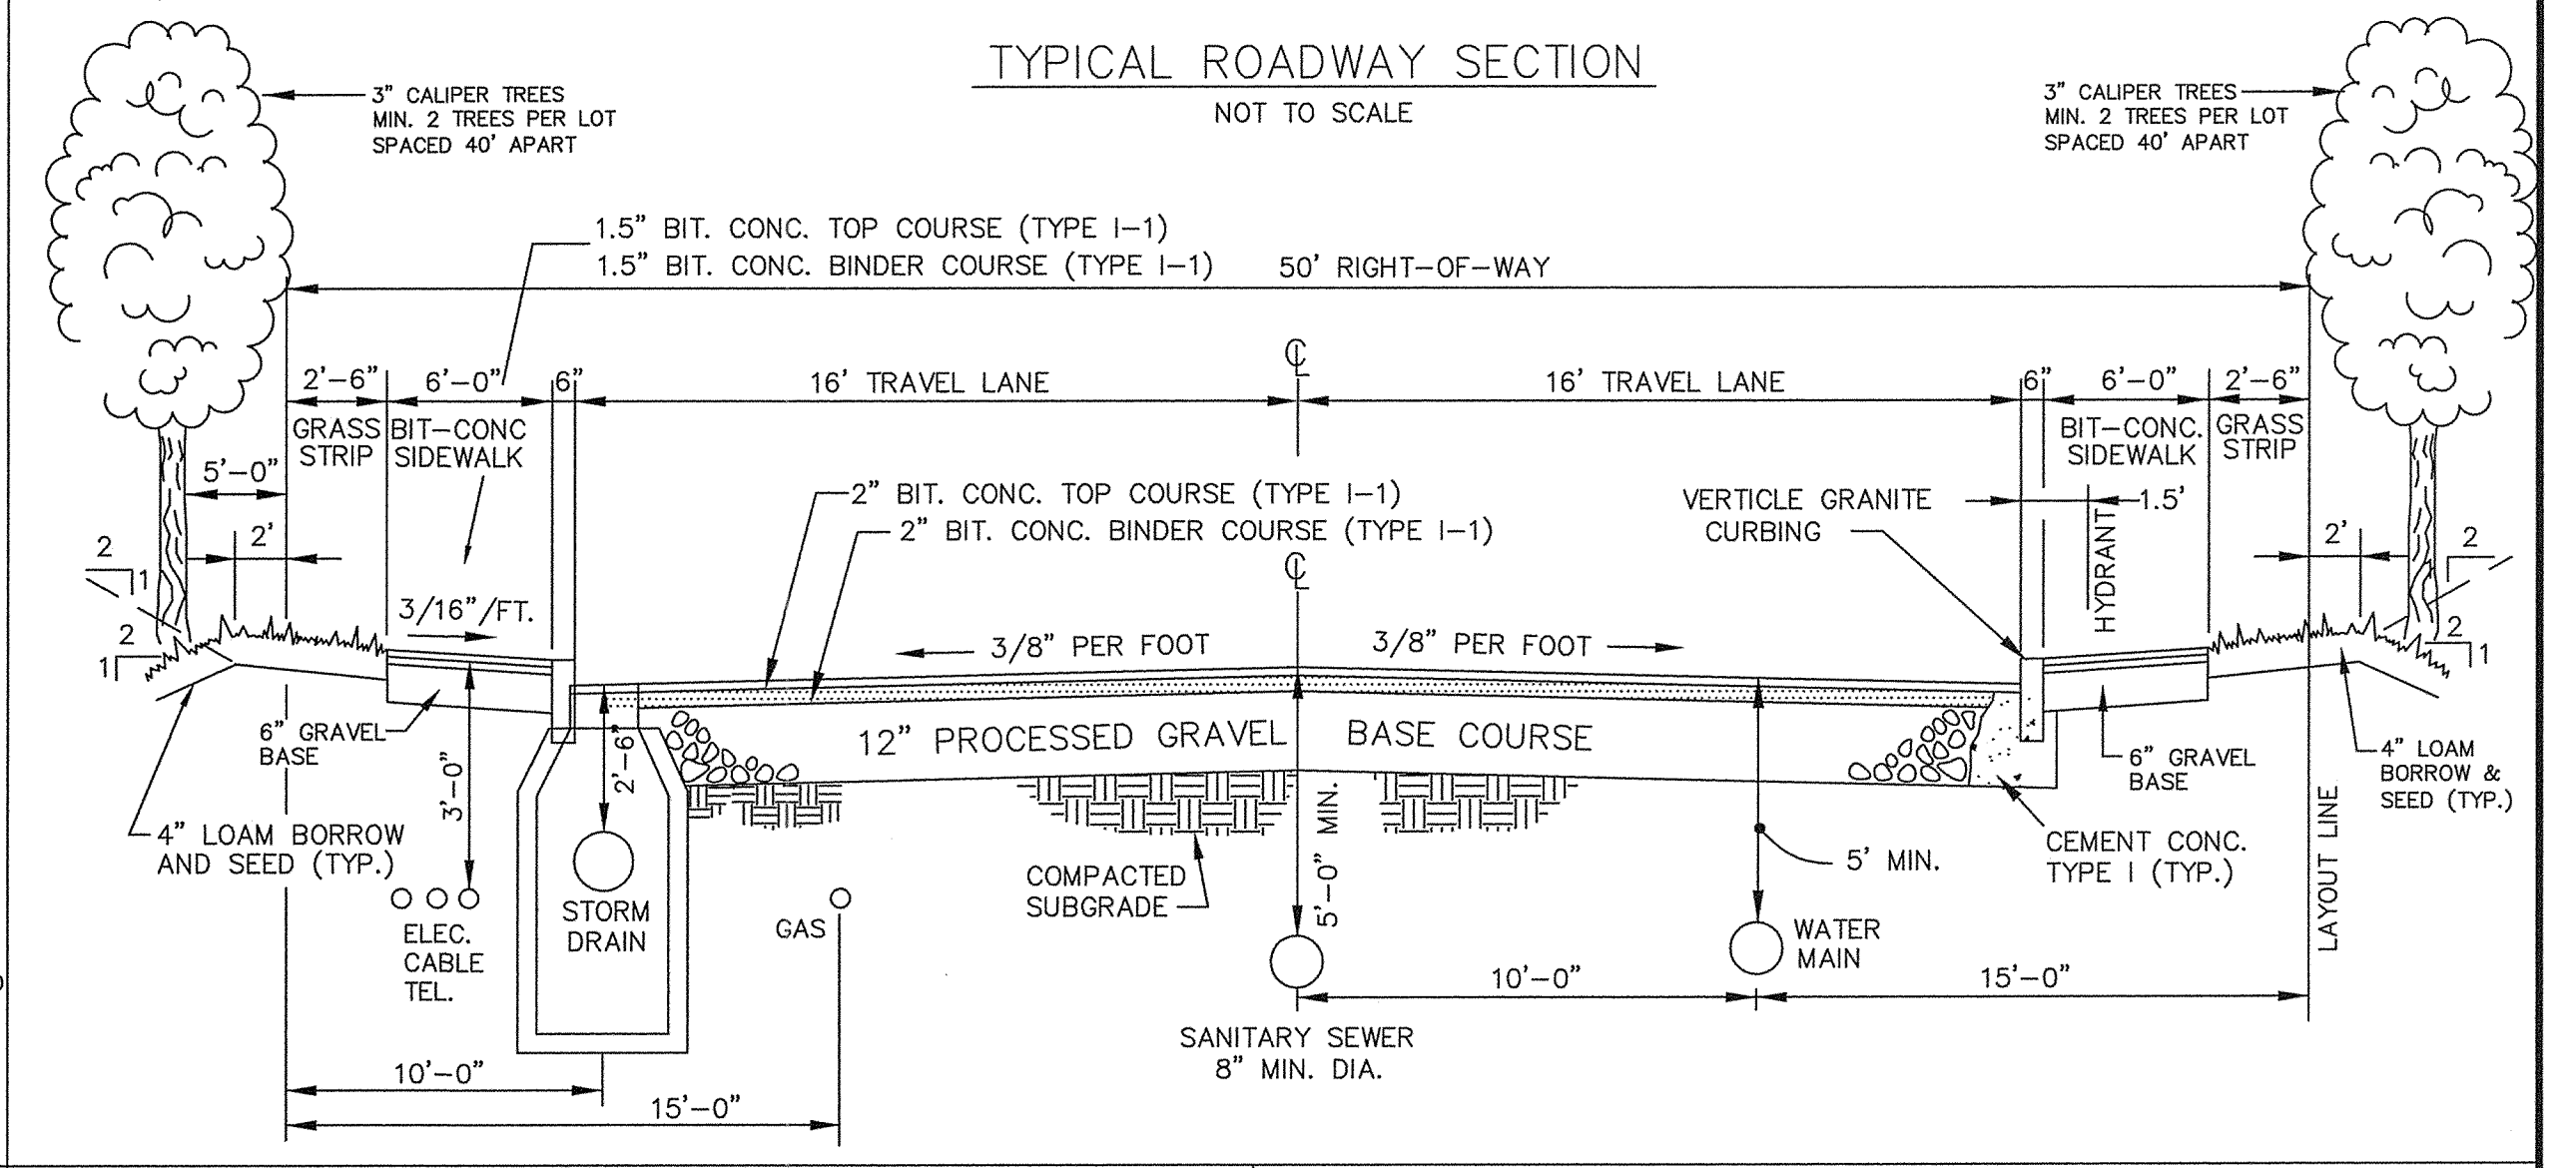 TYPICAL ROADWAY SECTION
NOT TO SCALE
3" CALIPER TREES
MIN. 2 TREES PER LOT
SPACED 40' APART
3" CALIPER TREES
MIN. 2 TREES PER LOT
SPACED 40' APART
1.5" BIT. CONC. TOP COURSE (TYPE I-1)
1.5" BIT. CONC. BINDER COURSE (TYPE I-1)
50' RIGHT-OF-WAY
℄
2'-6"
6'-0"
6"
16' TRAVEL LANE
16' TRAVEL LANE
6"
6'-0"
2'-6"
GRASS
STRIP
BIT-CONC
SIDEWALK
BIT-CONC.
SIDEWALK
GRASS
STRIP
5'-0"
2'
2" BIT. CONC. TOP COURSE (TYPE I-1)
2" BIT. CONC. BINDER COURSE (TYPE I-1)
VERTICLE GRANITE
CURBING
1.5'
HYDRANT
2'
2
1
2
1
℄
3/16"/FT.
3/8" PER FOOT
3/8" PER FOOT
2
1
2
1
6" GRAVEL
BASE
3'-0"
2'-6"
12" PROCESSED GRAVEL BASE COURSE
6" GRAVEL
BASE
4" LOAM
BORROW &
SEED (TYP.)
4" LOAM BORROW
AND SEED (TYP.)
COMPACTED
SUBGRADE
5'-0" MIN.
5' MIN.
CEMENT CONC.
TYPE I (TYP.)
LAYOUT LINE
ELEC.
CABLE
TEL.
STORM
DRAIN
GAS
WATER
MAIN
10'-0"
15'-0"
SANITARY SEWER
8" MIN. DIA.
10'-0"
15'-0"